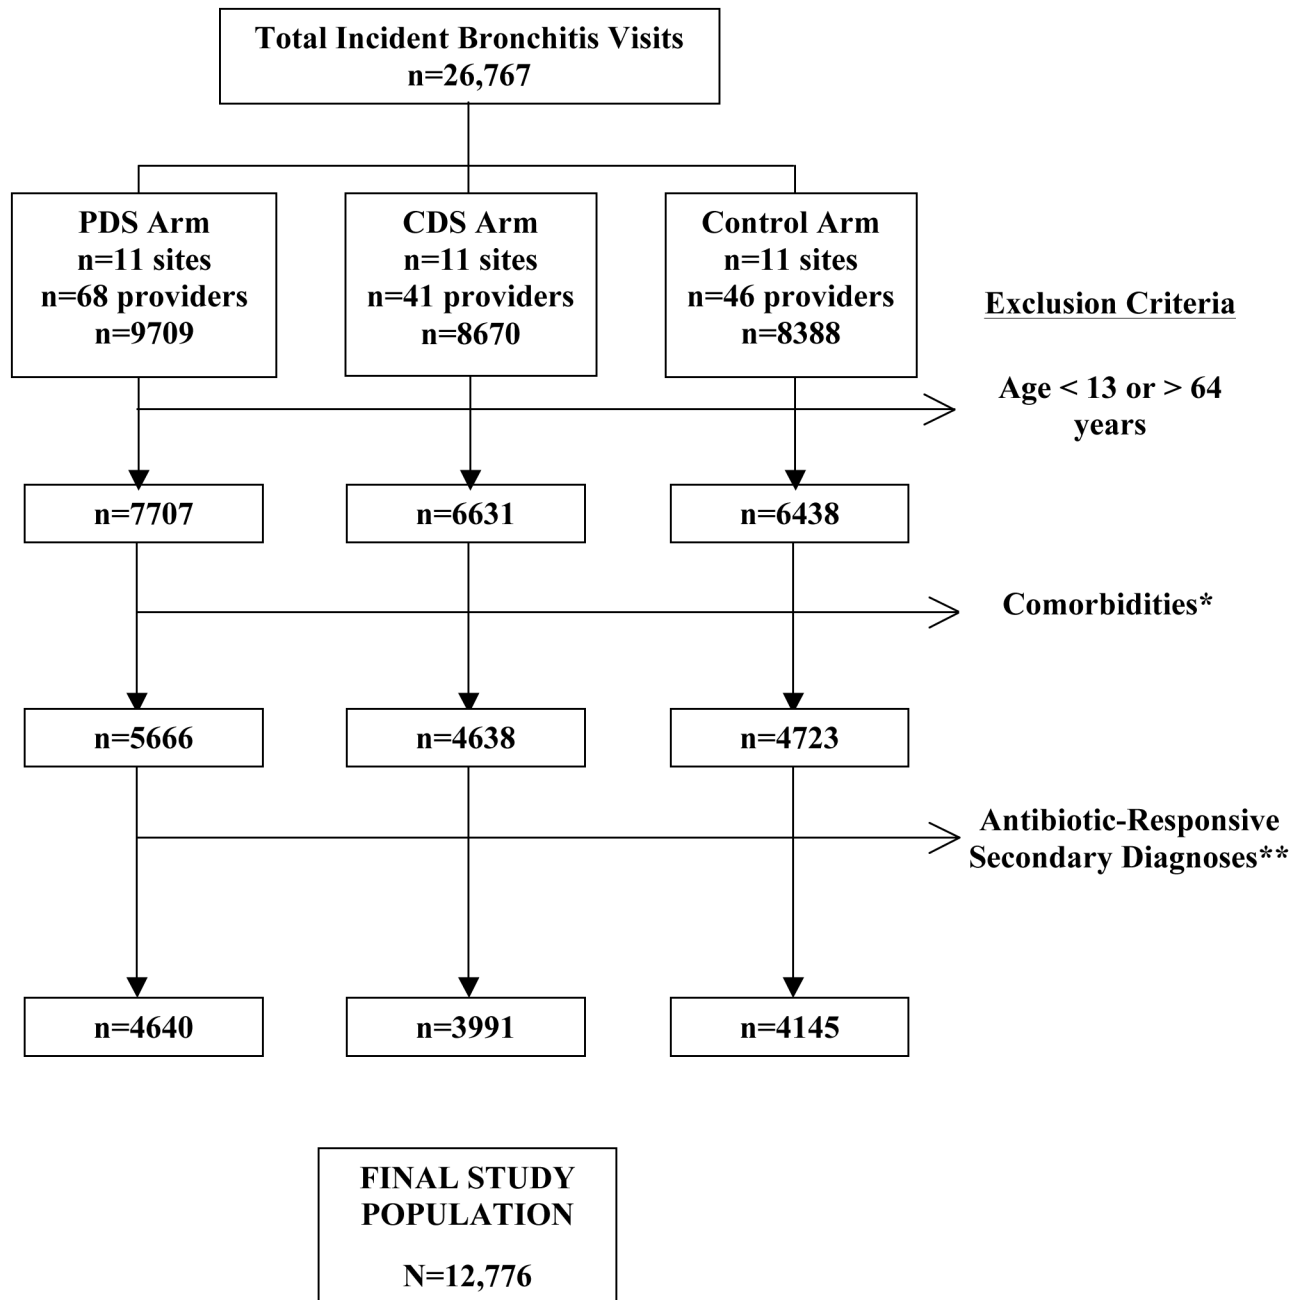 Total Incident Bronchitis Visits
n=26,767
PDS Arm
n=11 sites
n=68 providers
n=9709
CDS Arm
n=11 sites
n=41 providers
n=8670
Control Arm
n=11 sites
n=46 providers
n=8388
Exclusion Criteria
Age < 13 or > 64
years
n=7707
n=6631
n=6438
Comorbidities*
n=5666
n=4638
n=4723
Antibiotic-Responsive
Secondary Diagnoses**
n=4640
n=3991
n=4145
FINAL STUDY
POPULATION
N=12,776